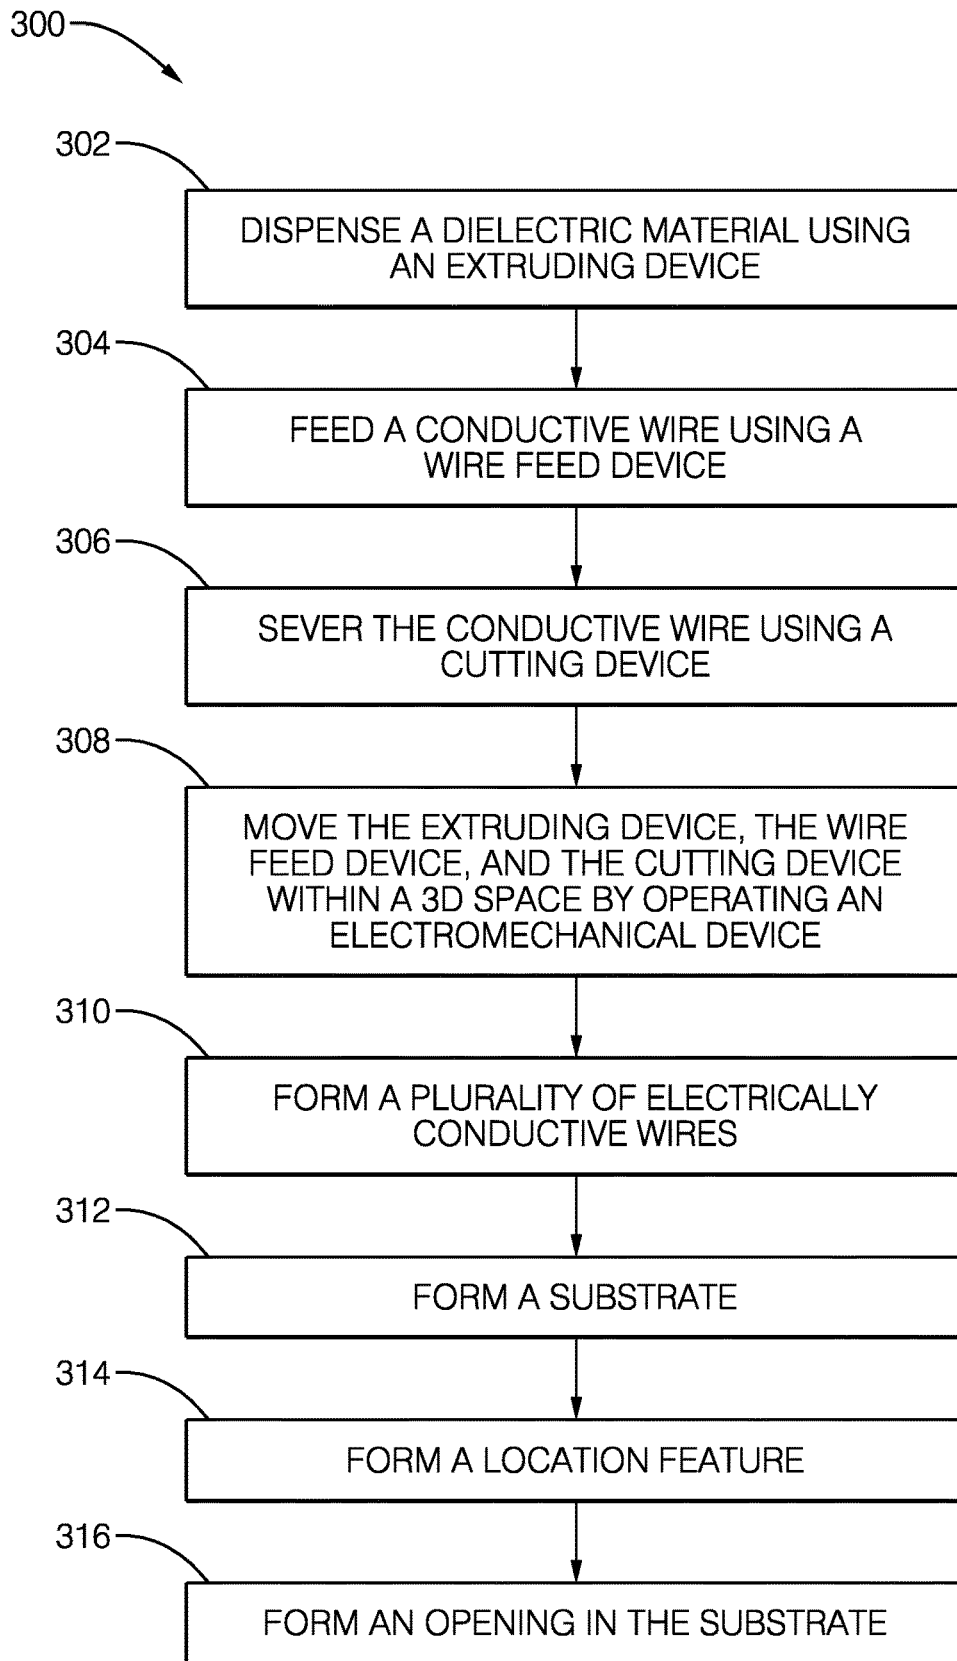 300
302
DISPENSE A DIELECTRIC MATERIAL USING
AN EXTRUDING DEVICE
304
FEED A CONDUCTIVE WIRE USING A
WIRE FEED DEVICE
306
SEVER THE CONDUCTIVE WIRE USING A
CUTTING DEVICE
308
MOVE THE EXTRUDING DEVICE, THE WIRE
FEED DEVICE, AND THE CUTTING DEVICE
WITHIN A 3D SPACE BY OPERATING AN
ELECTROMECHANICAL DEVICE
310
FORM A PLURALITY OF ELECTRICALLY
CONDUCTIVE WIRES
312
FORM A SUBSTRATE
314
FORM A LOCATION FEATURE
316
FORM AN OPENING IN THE SUBSTRATE